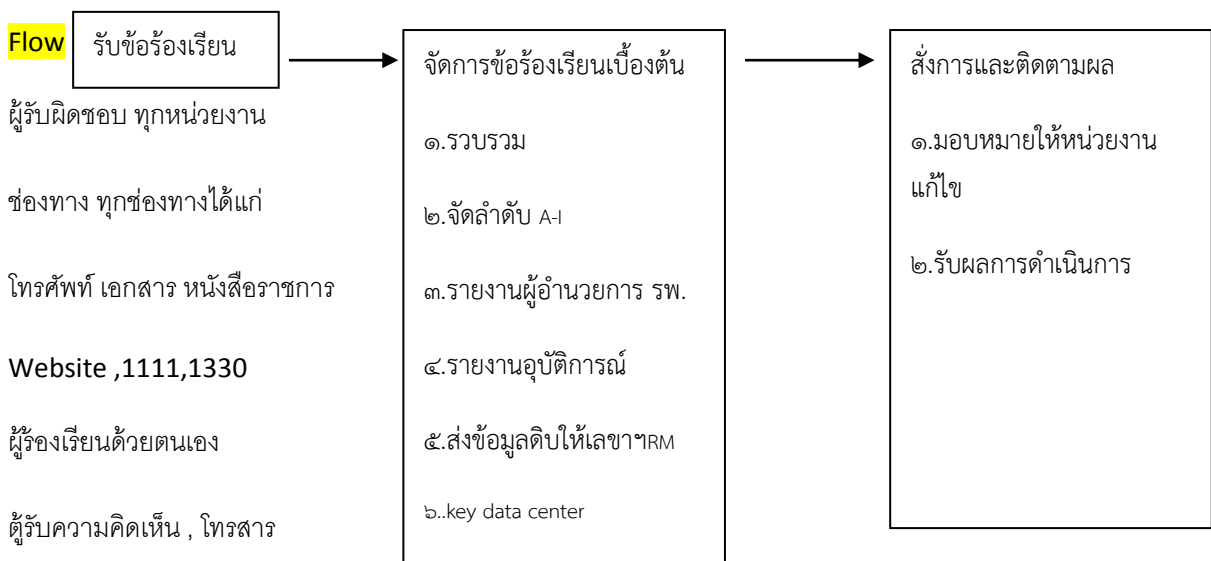 Flow
รับข้อร้องเรียน
ผู้รับผิดชอบ ทุกหน่วยงาน
ช่องทาง ทุกช่องทางได้แก่
โทรศัพท์ เอกสาร หนังสือราชการ
Website ,1111,1330
ผู้ร้องเรียนด้วยตนเอง
ตู้รับความคิดเห็น , โทรสาร
จัดการข้อร้องเรียนเบื้องต้น
๑.รวบรวม
๒.จัดลำดับ A-I
๓.รายงานผู้อำนวยการ รพ.
๔.รายงานอุบัติการณ์
๕.ส่งข้อมูลดิบให้เลขาฯRM
๖..key data center
สั่งการและติดตามผล
๑.มอบหมายให้หน่วยงาน
แก้ไข
๒.รับผลการดำเนินการ